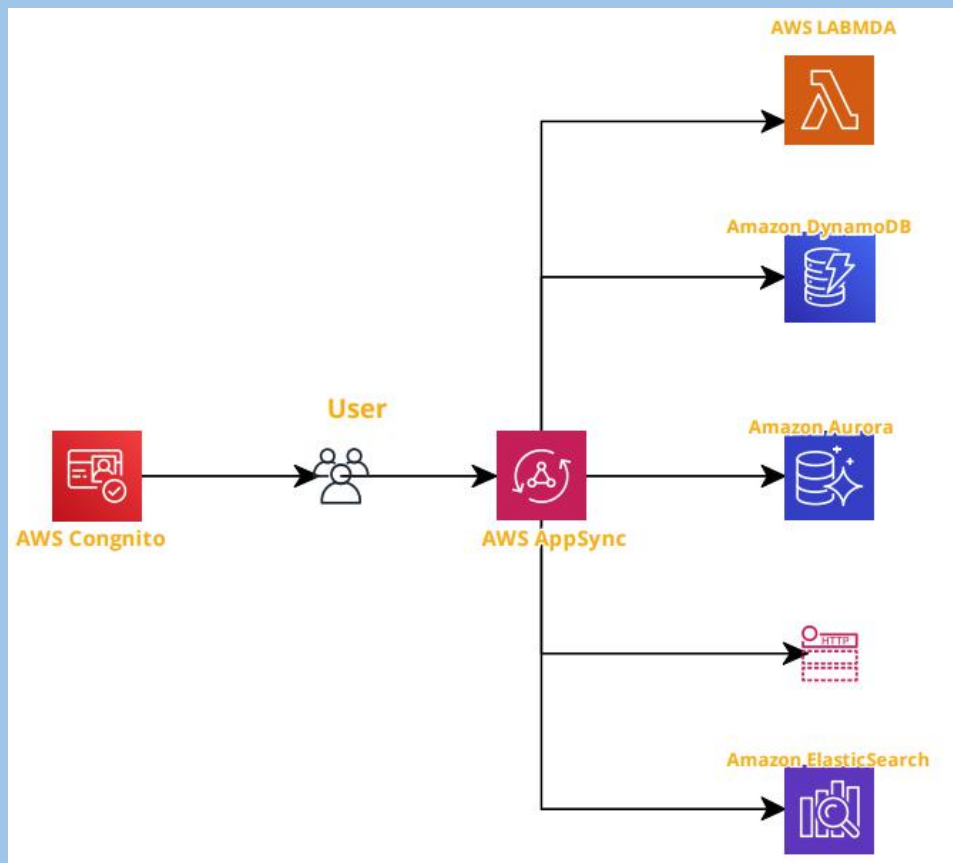 AWS LABMDA
Amazon DynamoDB
User
Amazon Aurora
AWS Congnito
AWS AppSync
HTTP
Amazon ElasticSearch